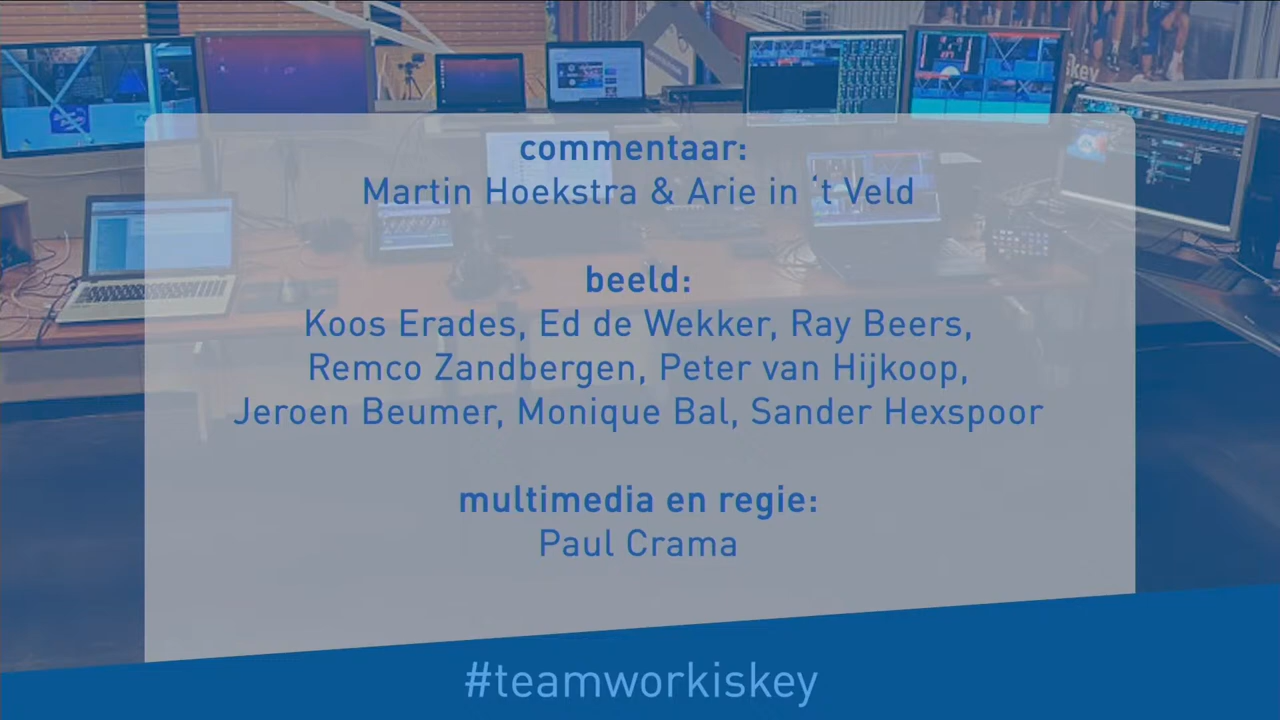 commentaar:
Martin Hoekstra & Arie in ‘t Veld
beeld:
Koos Erades, Ed de Wekker, Ray Beers,
Remco Zandbergen, Peter van Hijkoop,
Jeroen Beumer, Monique Bal, Sander Hexspoor
multimedia en regie:
Paul Crama
#teamworkiskey